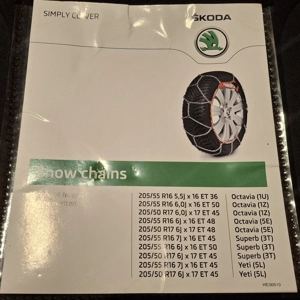 SIMPLY CLEVER
ŠKODA
Snow chains
205/55 R16 5,5J x 16 ET 36 Octavia (1U)
205/55 R16 6,0J x 16 ET 50 Octavia (1Z)
205/50 R17 6,0J x 17 ET 45 Octavia (1Z)
205/55 R16 6J x 16 ET 48 Octavia (5E)
205/50 R17 6J x 17 ET 48 Octavia (5E)
205/55 R16 7J x 16 ET 45 Superb (3T)
205/55 R16 6J x 16 ET 50 Superb (3T)
205/50 R17 6J x 17 ET 45 Superb (3T)
205/55 R16 7J x 16 ET 45 Yeti (5L)
205/50 R17 6J x 17 ET 45 Yeti (5L)